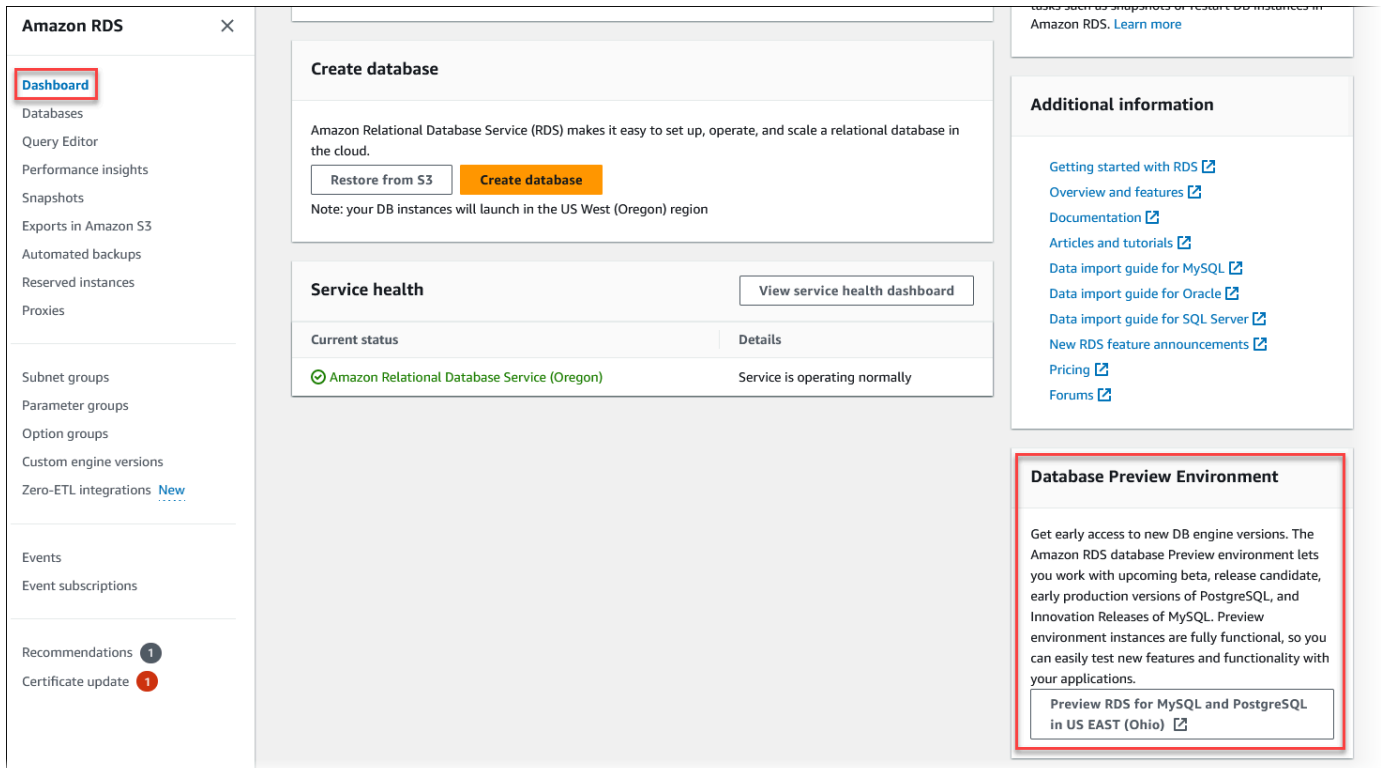 Amazon RDS
Dashboard
Databases
Query Editor
Performance insights
Snapshots
Exports in Amazon S3
Automated backups
Reserved instances
Proxies
Subnet groups
Parameter groups
Option groups
Custom engine versions
Zero-ETL integrations New
Events
Event subscriptions
Recommendations 1
Certificate update 1
Create database
Amazon Relational Database Service (RDS) makes it easy to set up, operate, and scale a relational database in
the cloud.
Restore from S3 Create database
Note: your DB instances will launch in the US West (Oregon) region
Service health View service health dashboard
Current status Details
Amazon Relational Database Service (Oregon) Service is operating normally
tasks such as snapshots or restart DB instances in
Amazon RDS. Learn more
Additional information
Getting started with RDS
Overview and features
Documentation
Articles and tutorials
Data import guide for MySQL
Data import guide for Oracle
Data import guide for SQL Server
New RDS feature announcements
Pricing
Forums
Database Preview Environment
Get early access to new DB engine versions. The
Amazon RDS database Preview environment lets
you work with upcoming beta, release candidate,
early production versions of PostgreSQL, and
Innovation Releases of MySQL. Preview
environment instances are fully functional, so you
can easily test new features and functionality with
your applications.
Preview RDS for MySQL and PostgreSQL
in US EAST (Ohio)